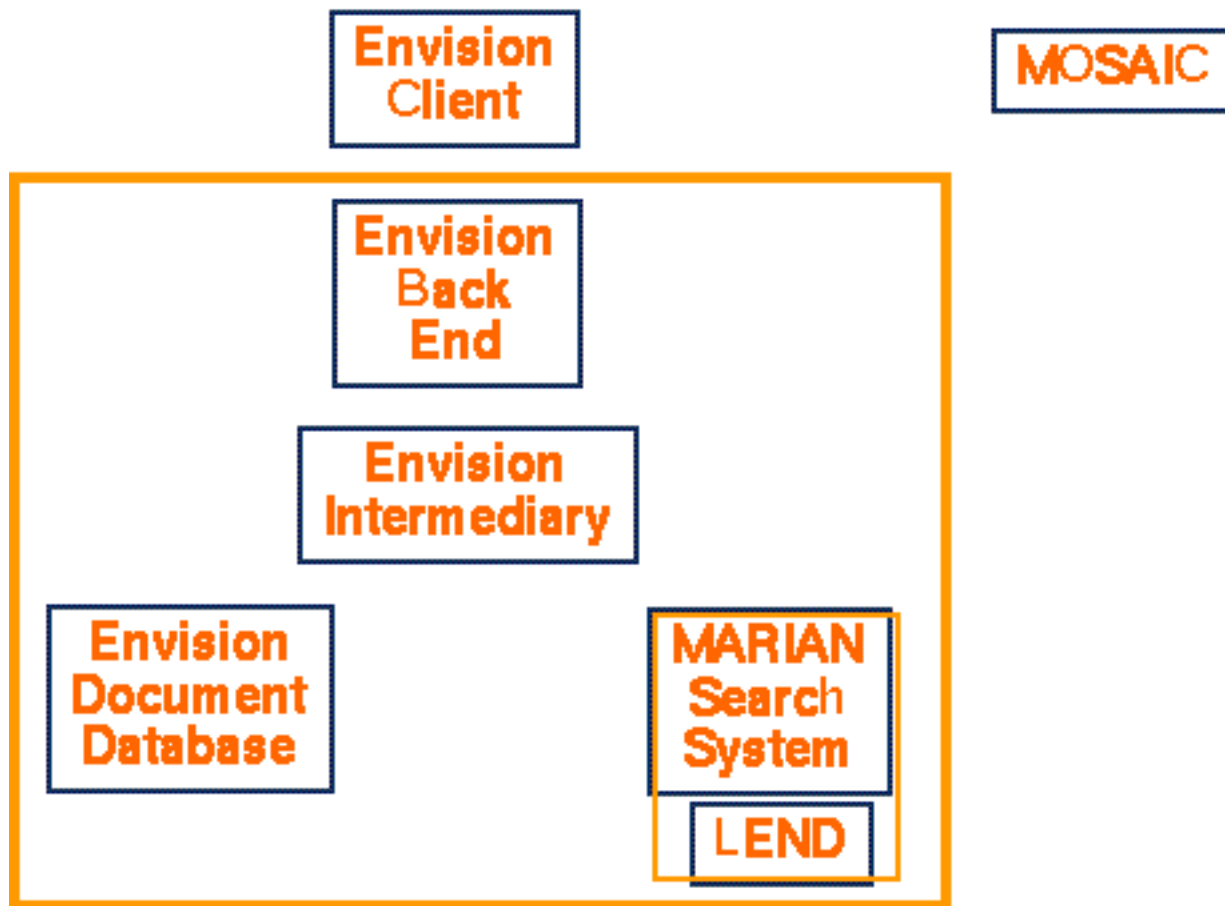 Envision
Client
MOSAIC
Envision
Back
End
Envision
Intermediary
Envision
Document
Database
MARIAN
Search
System
LEND